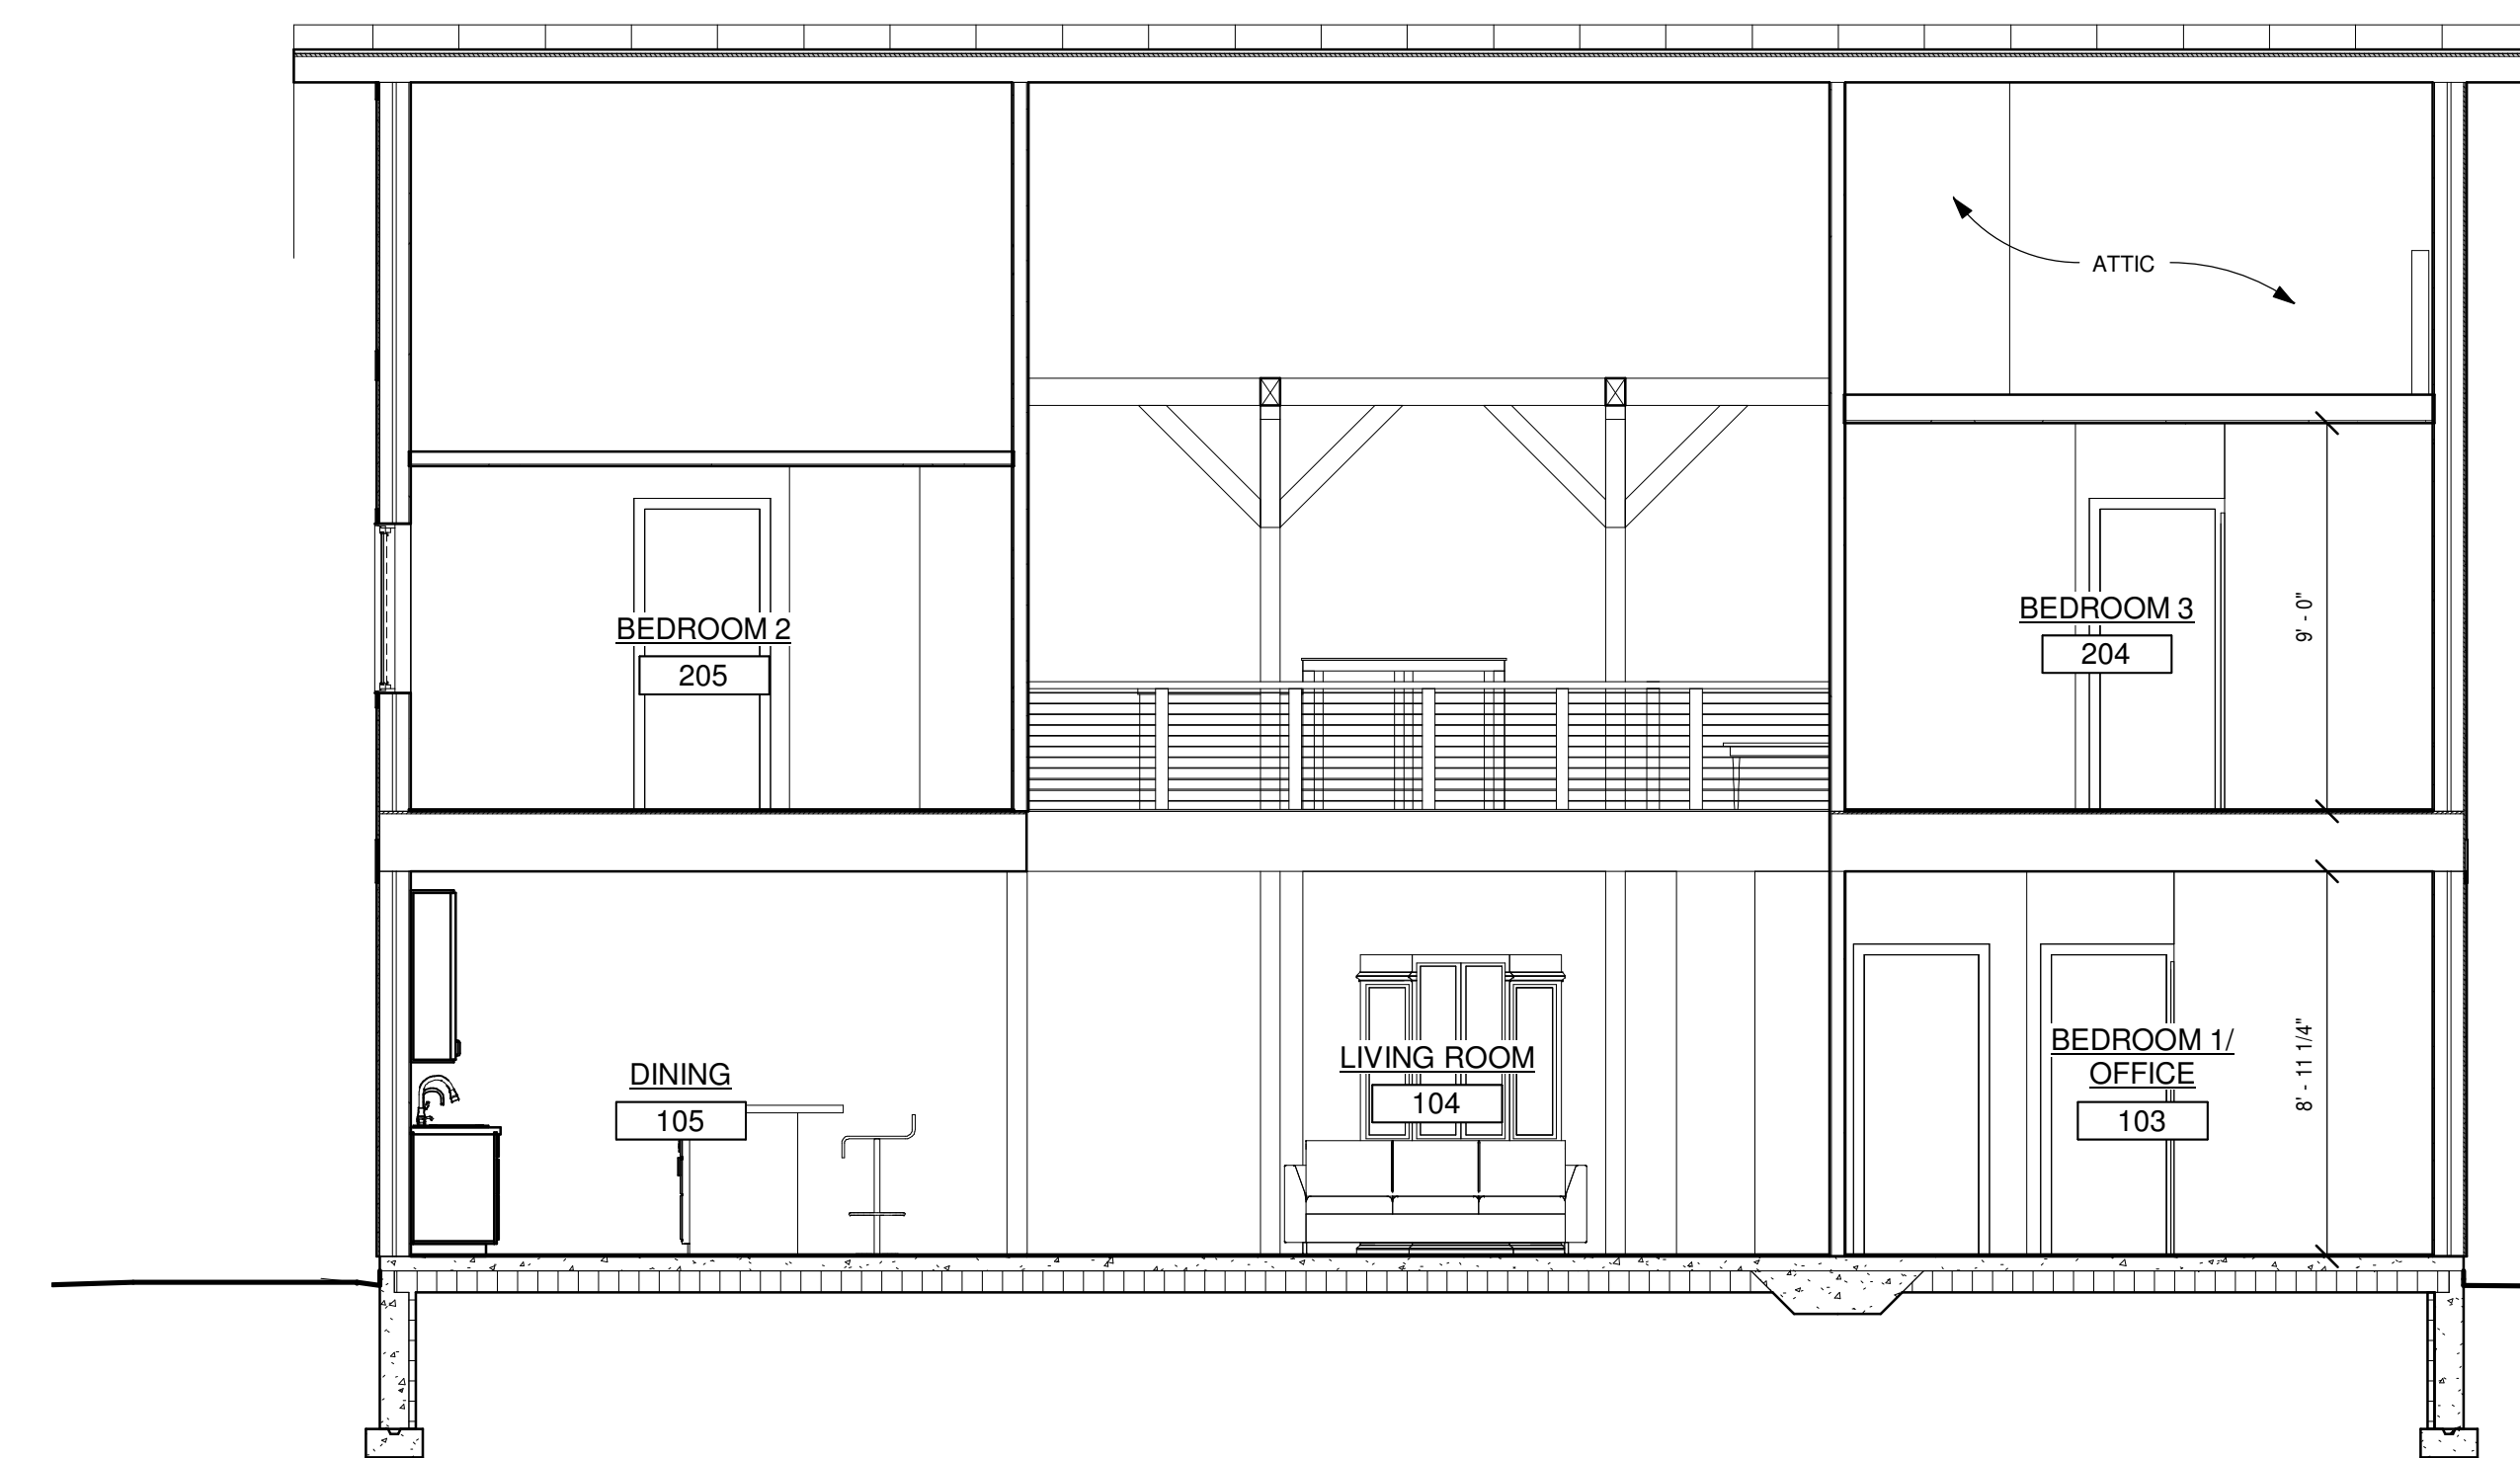 ATTIC
BEDROOM 2
205
BEDROOM 3
204
9' - 0"
DINING
105
LIVING ROOM
104
BEDROOM 1/
OFFICE
103
8' - 11 1/4"